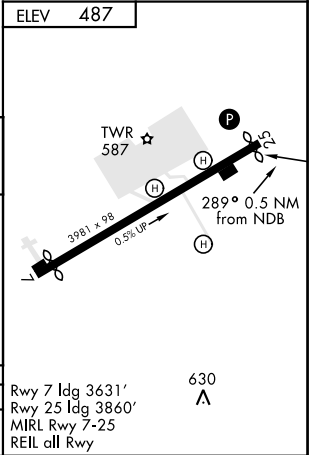 ELEV 487
P
TWR
587
25
H
H
289° 0.5 NM
from NDB
3981 x 98
0.5% UP
H
7
630
Rwy 7 ldg 3631'
Rwy 25 ldg 3860'
MIRL Rwy 7-25
REIL all Rwy